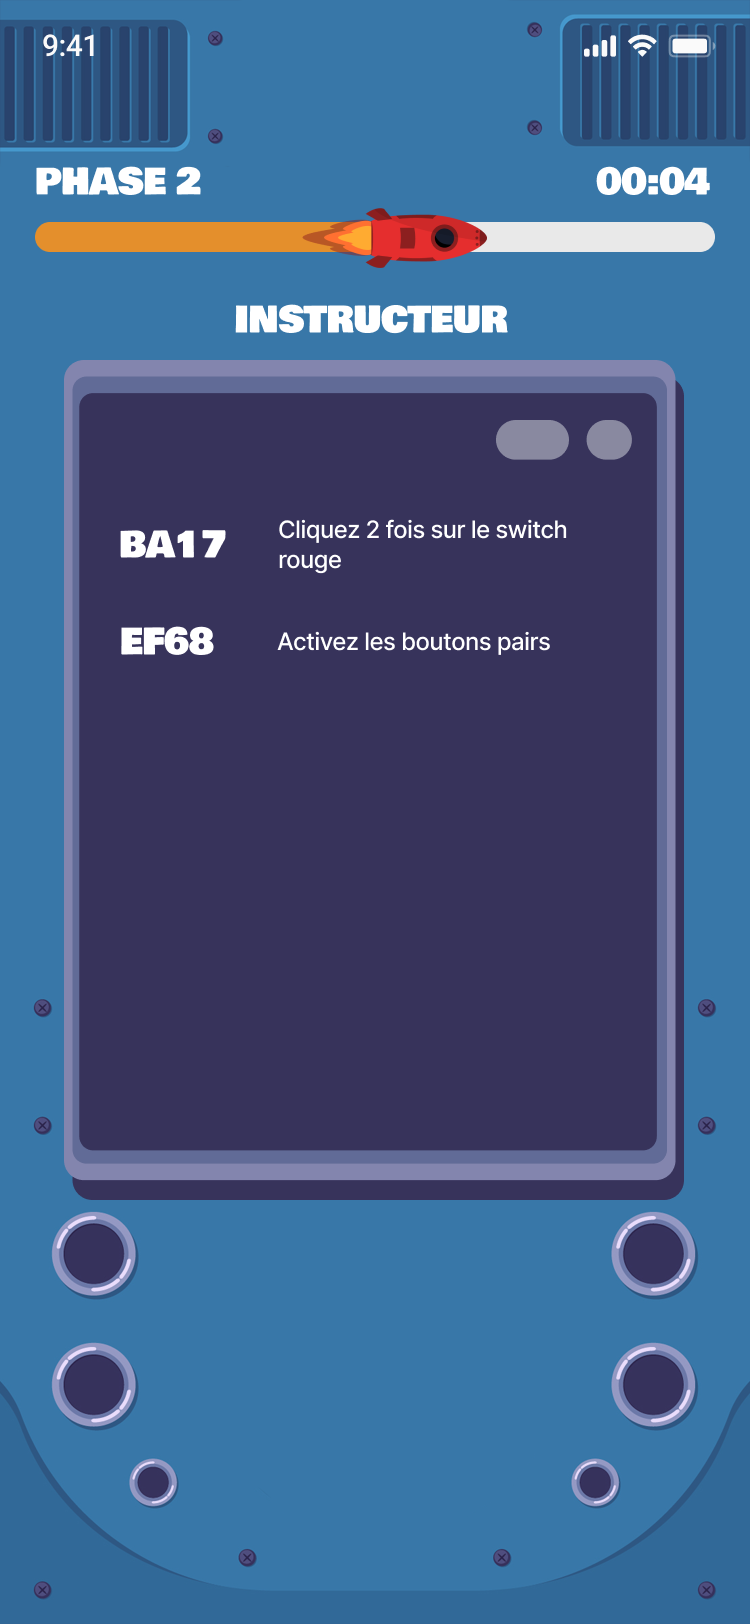 9:41
PHASE 2
00:04
INSTRUCTEUR
BA17
Cliquez 2 fois sur le switch
rouge
EF68
Activez les boutons pairs